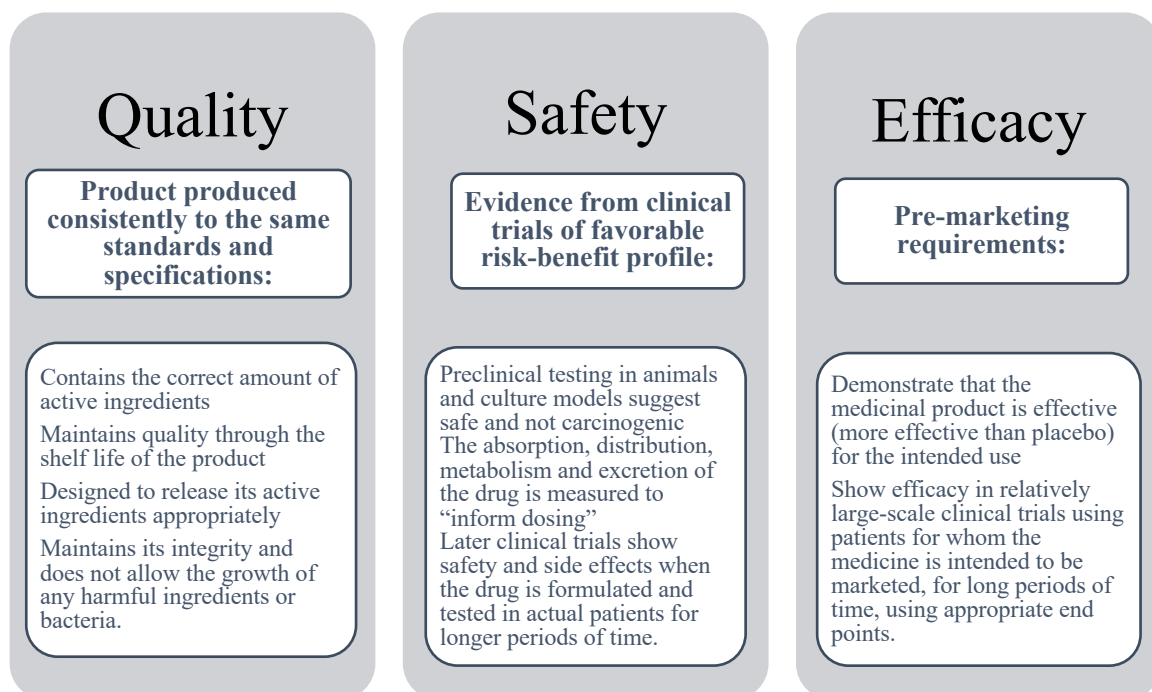 Quality
Product produced
consistently to the same
standards and
specifications:
Contains the correct amount of
active ingredients
Maintains quality through the
shelf life of the product
Designed to release its active
ingredients appropriately
Maintains its integrity and
does not allow the growth of
any harmful ingredients or
bacteria.
Safety
Evidence from clinical
trials of favorable
risk-benefit profile:
Preclinical testing in animals
and culture models suggest
safe and not carcinogenic
The absorption, distribution,
metabolism and excretion of
the drug is measured to
“inform dosing”
Later clinical trials show
safety and side effects when
the drug is formulated and
tested in actual patients for
longer periods of time.
Efficacy
Pre-marketing
requirements:
Demonstrate that the
medicinal product is effective
(more effective than placebo)
for the intended use
Show efficacy in relatively
large-scale clinical trials using
patients for whom the
medicine is intended to be
marketed, for long periods of
time, using appropriate end
points.